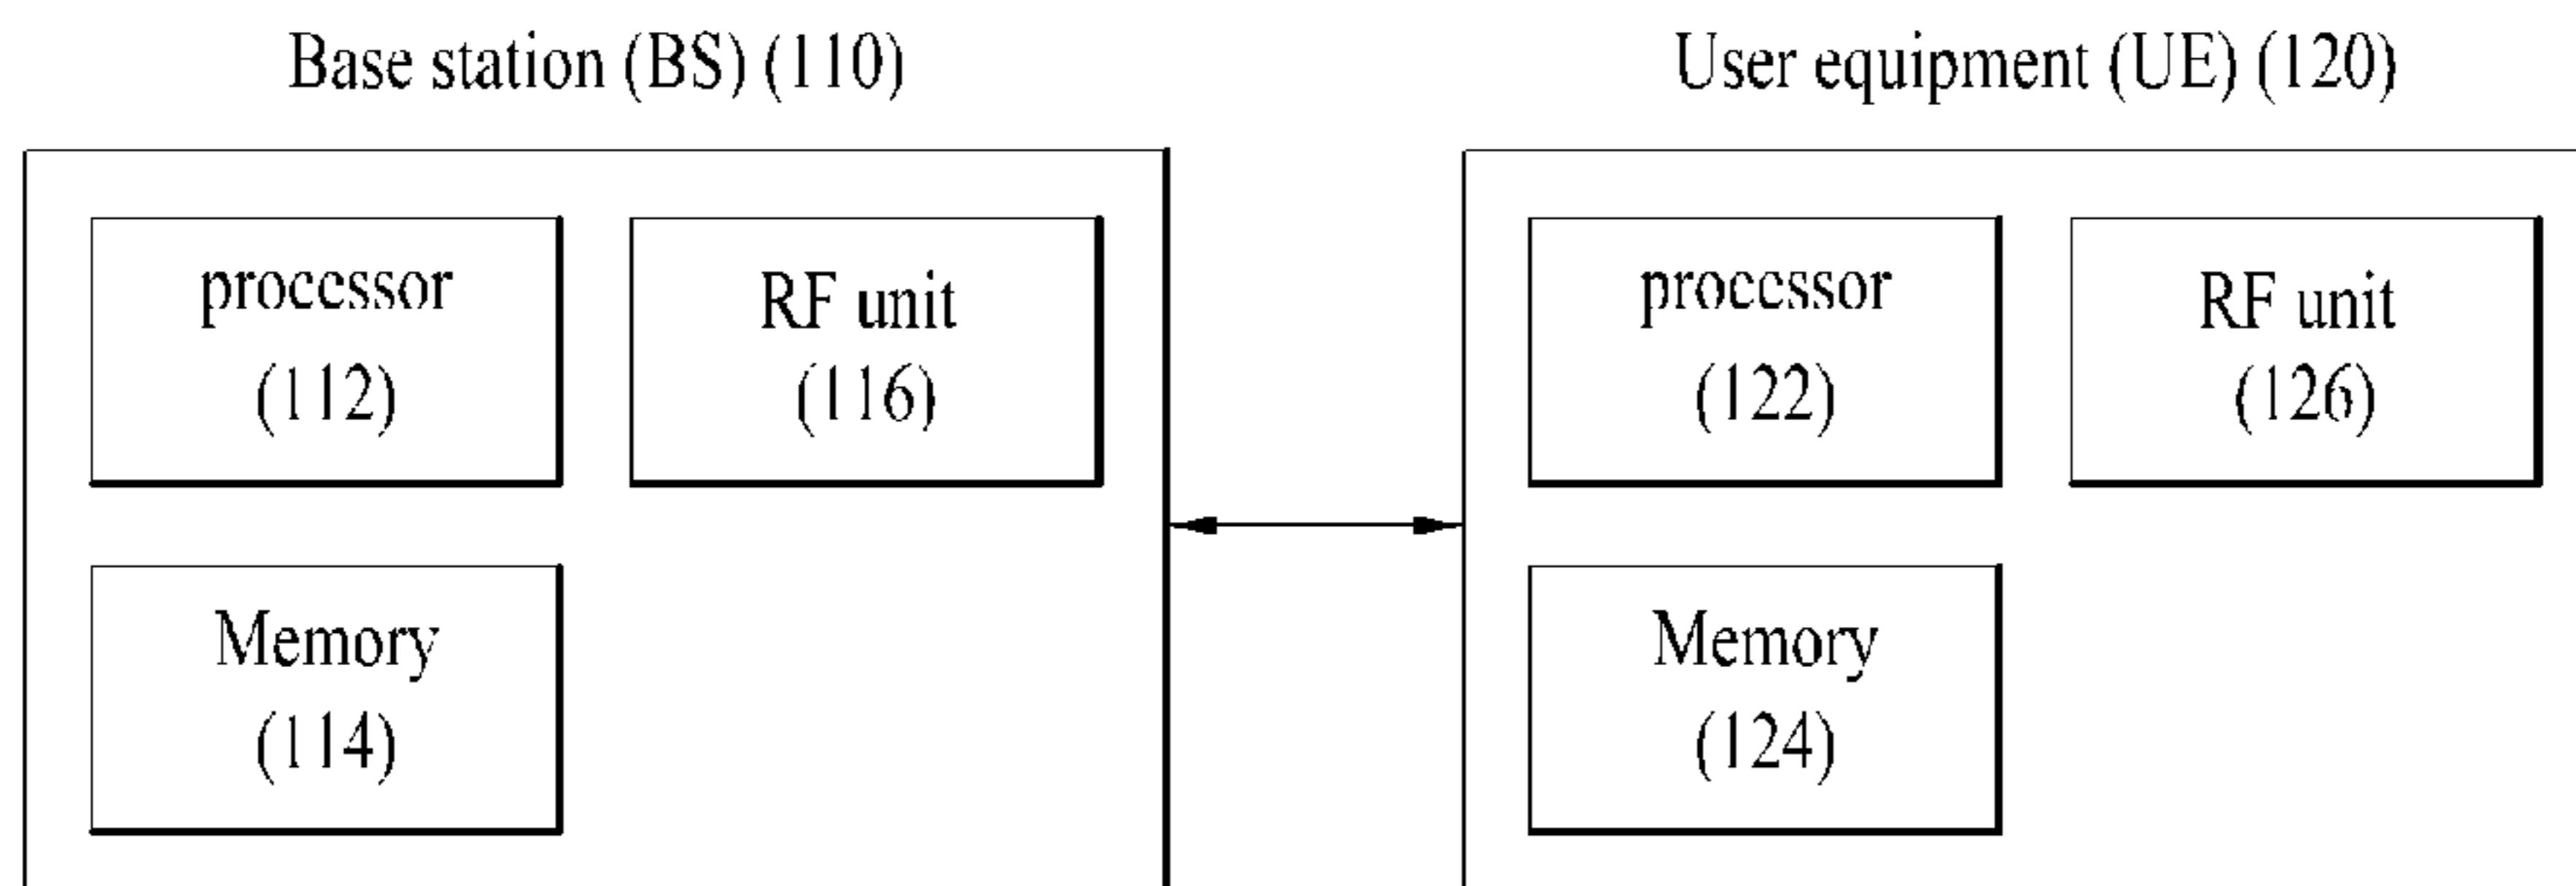 Base station (BS) (110)
User equipment (UE) (120)
processor
(112)
RF unit
(116)
processor
(122)
RF unit
(126)
Memory
(114)
Memory
(124)